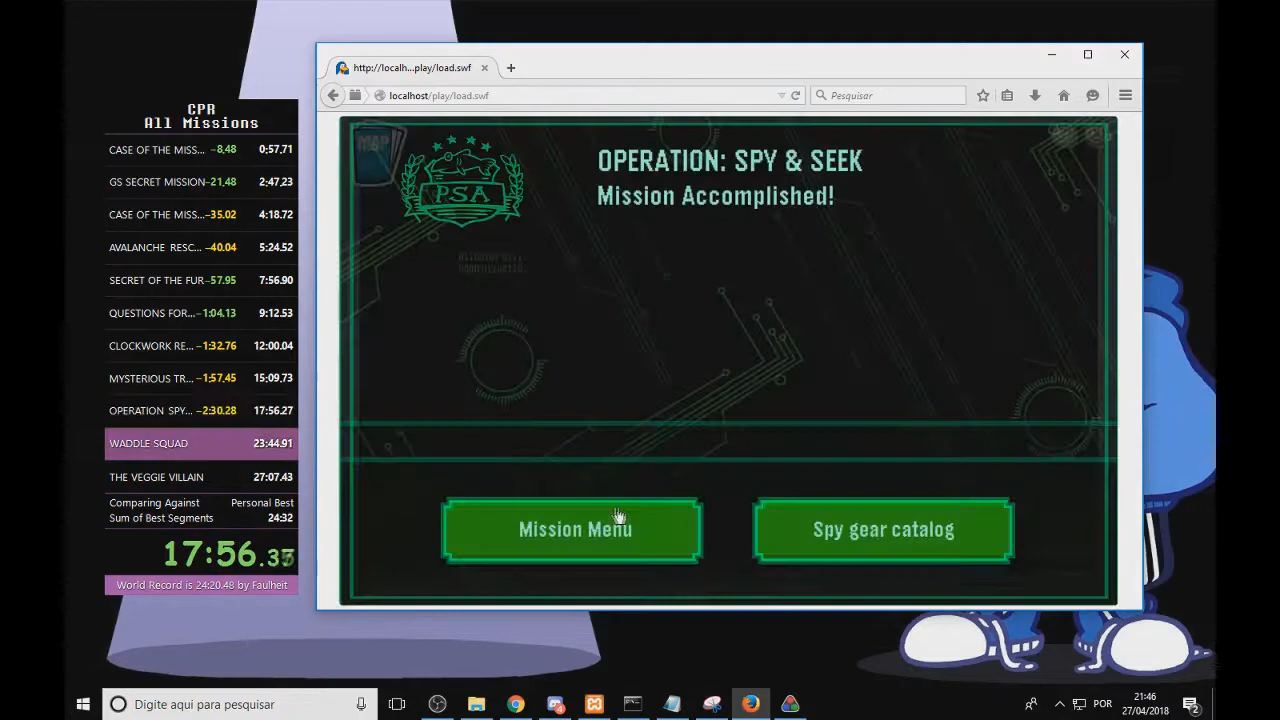 CPR
All Missions
CASE OF THE MISS... −8,48 0:57.71
GS SECRET MISSION −21,48 2:47,23
CASE OF THE MISS... −35.02 4:18.72
AVALANCHE RESC... −40.04 5:24.52
SECRET OF THE FUR −57.95 7:56.90
QUESTIONS FOR... −1:04.13 9:12.53
CLOCKWORK RE... −1:32.76 12:00.04
MYSTERIOUS TR... −1:57.45 15:09.73
OPERATION SPY... −2:30.28 17:56.27
WADDLE SQUAD 23:44.91
THE VEGGIE VILLAIN 27:07.43
Comparing Against Personal Best
Sum of Best Segments 24:32
17:56.35
World Record is 24:20.48 by Faulheit
http://localh...play/load.swf
localhost/play/load.swf
Pesquisar
MAP
PSA
OPERATION: SPY & SEEK
Mission Accomplished!
Mission Menu
Spy gear catalog
Digite aqui para pesquisar
POR
21:46
27/04/2018
2